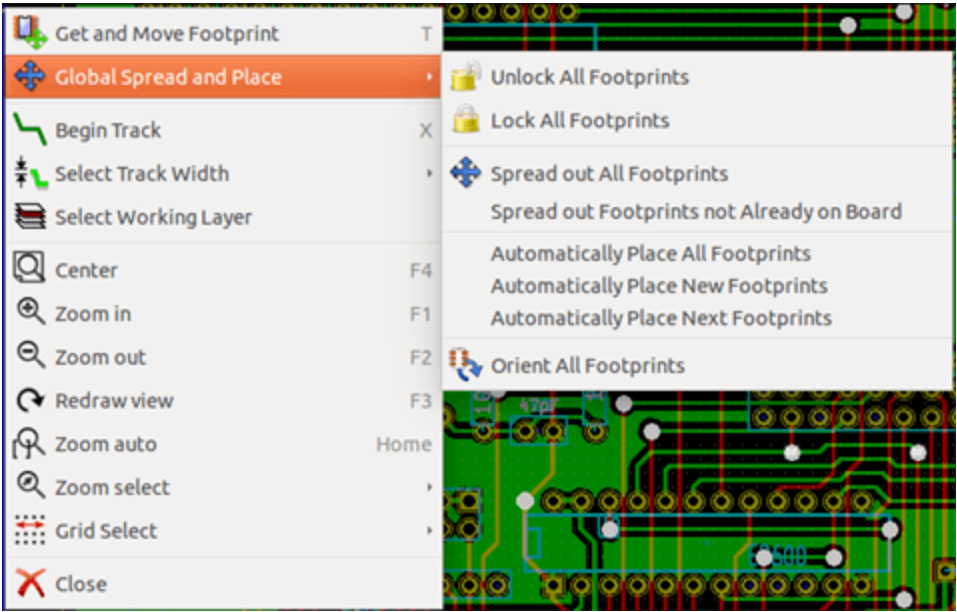 Get and Move Footprint T
Global Spread and Place
Begin Track X
Select Track Width
Select Working Layer
Center F4
Zoom in F1
Zoom out F2
Redraw view F3
Zoom auto Home
Zoom select
Grid Select
Close
Unlock All Footprints
Lock All Footprints
Spread out All Footprints
Spread out Footprints not Already on Board
Automatically Place All Footprints
Automatically Place New Footprints
Automatically Place Next Footprints
Orient All Footprints
47pF